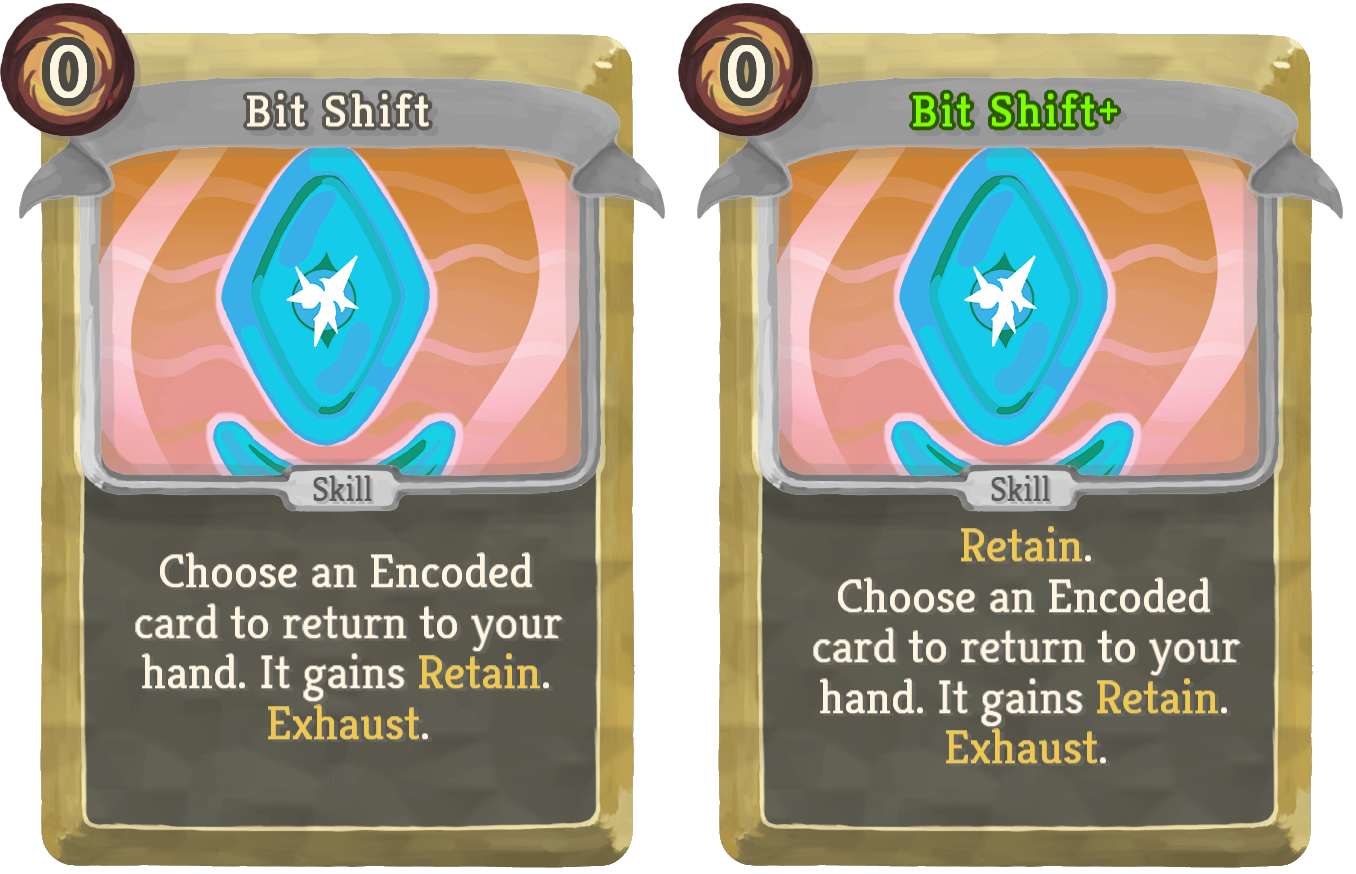 0
Bit Shift
Skill
Choose an Encoded
card to return to your
hand. It gains Retain.
Exhaust.
0
Bit Shift+
Skill
Retain.
Choose an Encoded
card to return to your
hand. It gains Retain.
Exhaust.